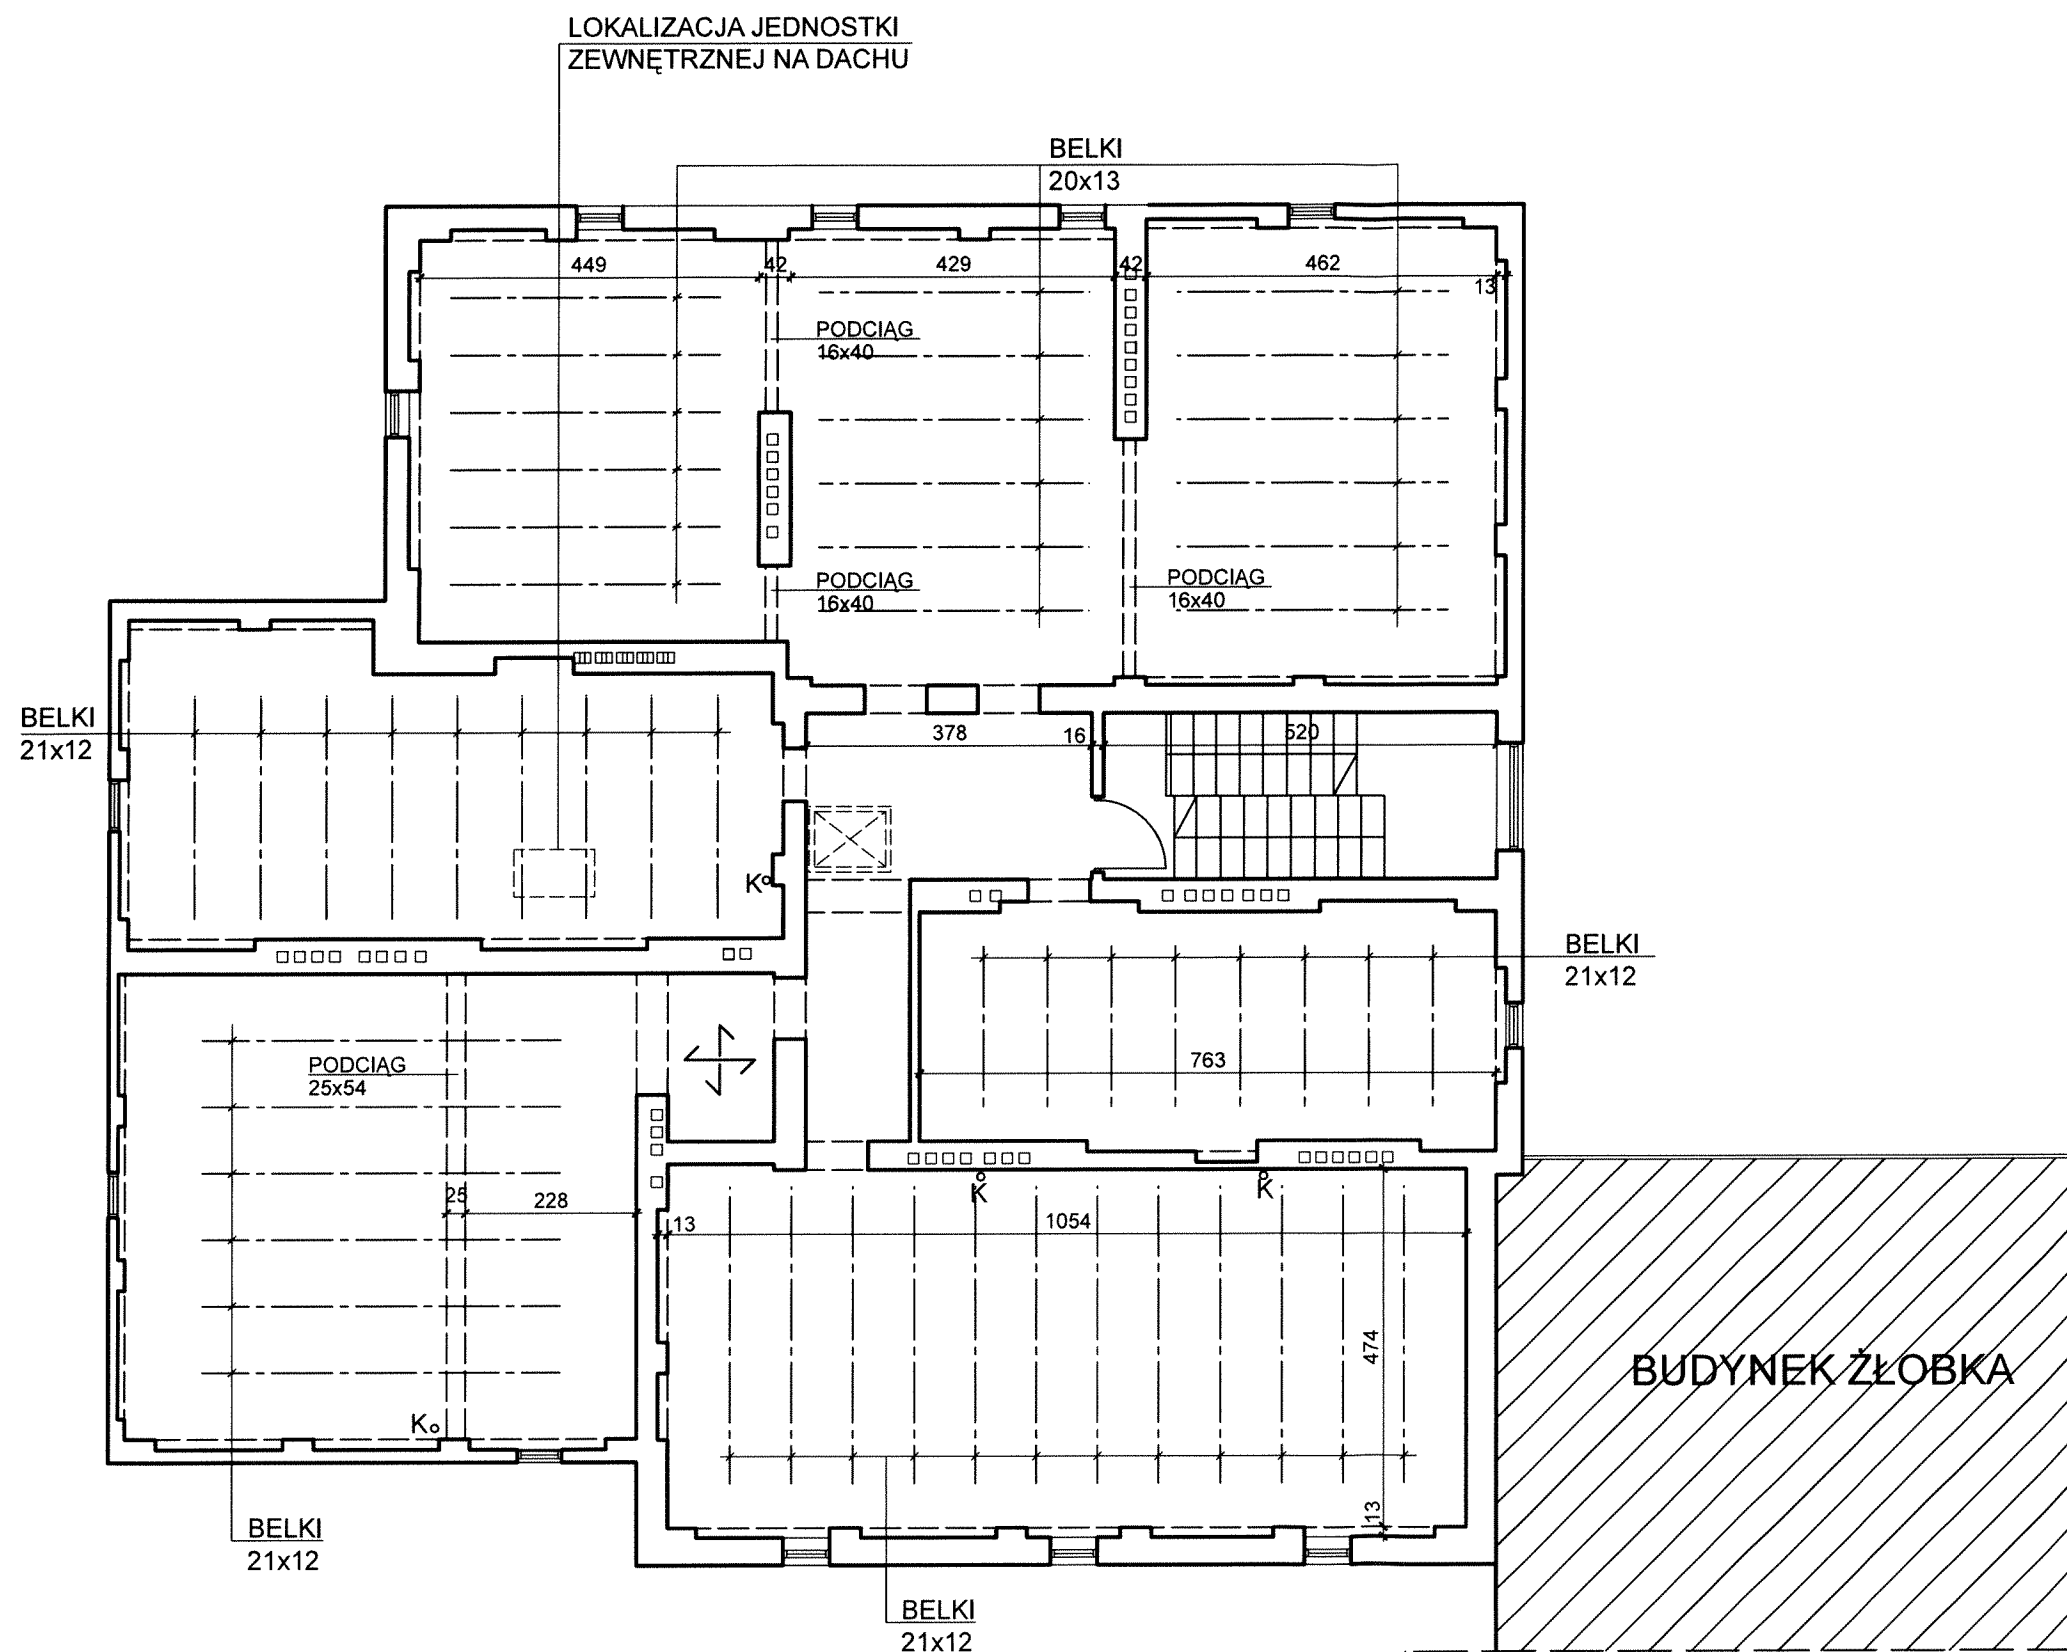 LOKALIZACJA JEDNOSTKI
ZEWNĘTRZNEJ NA DACHU
BELKI
20x13
449
42
429
42
462
13
PODCIĄG
16x40
PODCIĄG
16x40
PODCIĄG
16x40
BELKI
21x12
378
16
520
K
BELKI
21x12
763
PODCIĄG
25x54
25
228
K
K
13
1054
474
13
BUDYNEK ŻŁOBKA
K
BELKI
21x12
BELKI
21x12